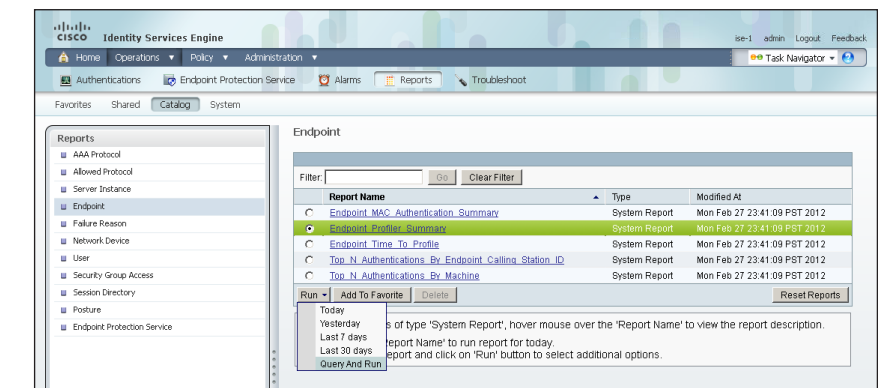 CISCO Identity Services Engine
ise-1 admin Logout Feedback
Home Operations Policy Administration
Task Navigator
Authentications Endpoint Protection Service Alarms Reports Troubleshoot
Favorites Shared Catalog System
Reports
AAA Protocol
Allowed Protocol
Server Instance
Endpoint
Failure Reason
Network Device
User
Security Group Access
Session Directory
Posture
Endpoint Protection Service
Endpoint
Filter: Go Clear Filter
Report Name Type Modified At
Endpoint_MAC_Authentication_Summary System Report Mon Feb 27 23:41:09 PST 2012
Endpoint_Profiler_Summary System Report Mon Feb 27 23:41:09 PST 2012
Endpoint_Time_To_Profile System Report Mon Feb 27 23:41:09 PST 2012
Top_N_Authentications_By_Endpoint_Calling_Station_ID System Report Mon Feb 27 23:41:09 PST 2012
Top_N_Authentications_By_Machine System Report Mon Feb 27 23:41:09 PST 2012
Run Add To Favorite Delete Reset Reports
Today
Yesterday
Last 7 days
Last 30 days
Query And Run
s of type 'System Report', hover mouse over the 'Report Name' to view the report description.
Report Name' to run report for today.
eport and click on 'Run' button to select additional options.